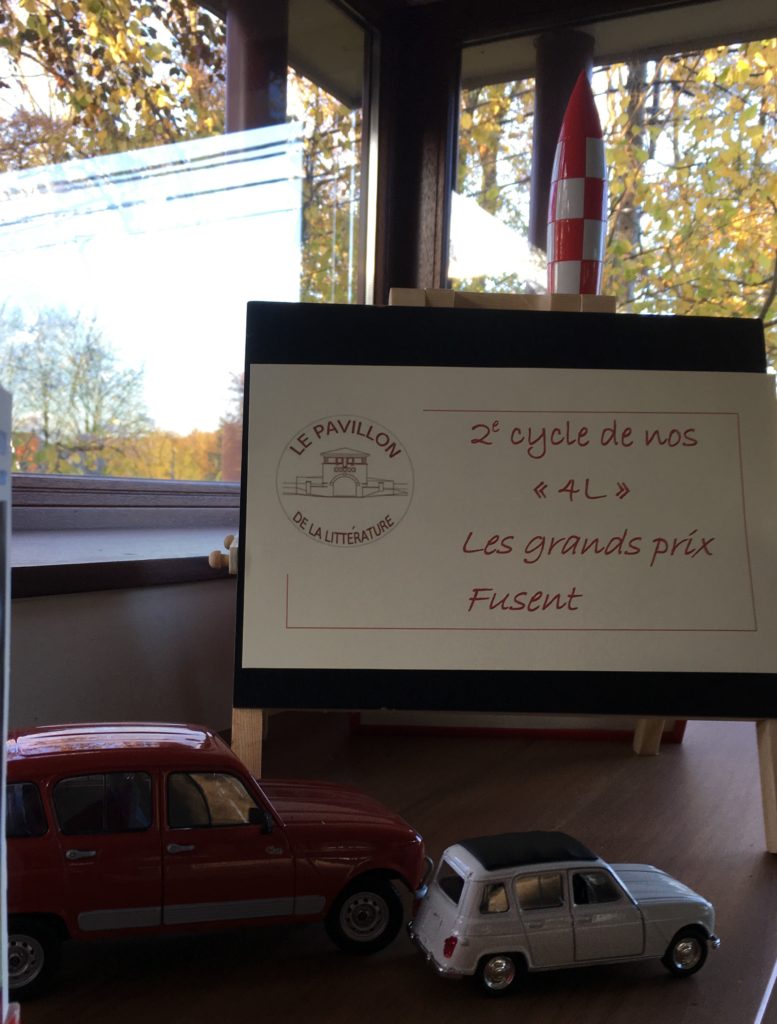 LE PAVILLON
DE LA LITTÉRATURE
2e cycle de nos
« 4L »
Les grands prix
Fusent